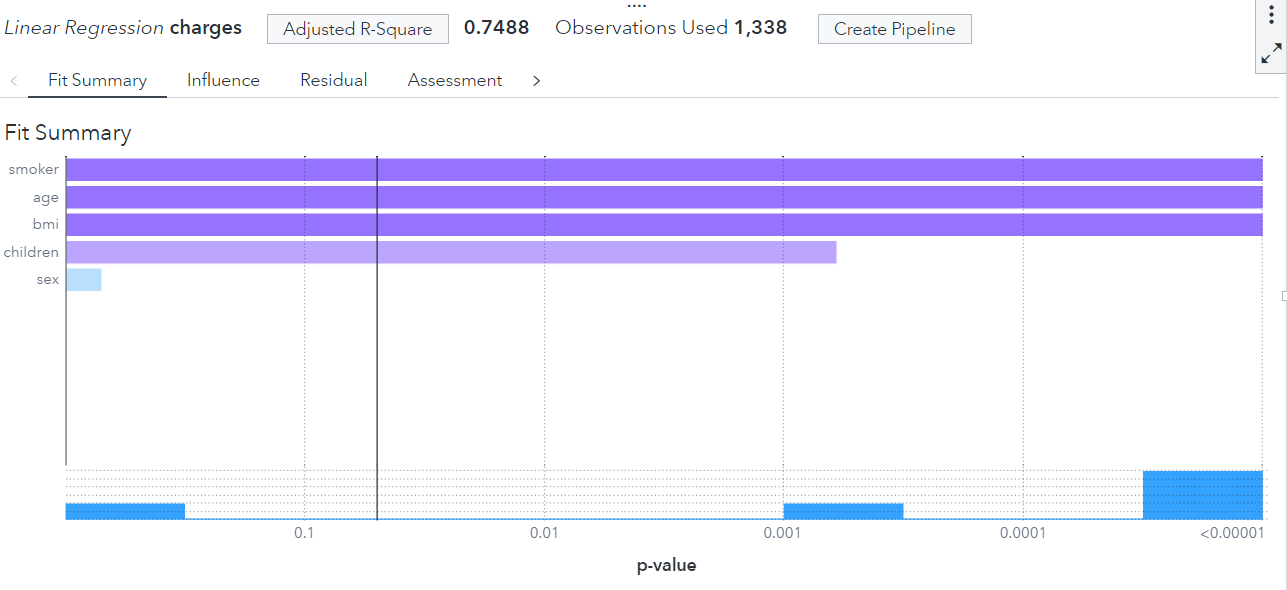 Linear Regression charges Adjusted R-Square 0.7488 Observations Used 1,338 Create Pipeline
Fit Summary Influence Residual Assessment
Fit Summary
smoker
age
bmi
children
sex
0.1 0.01 0.001 0.0001 <0.00001
p-value